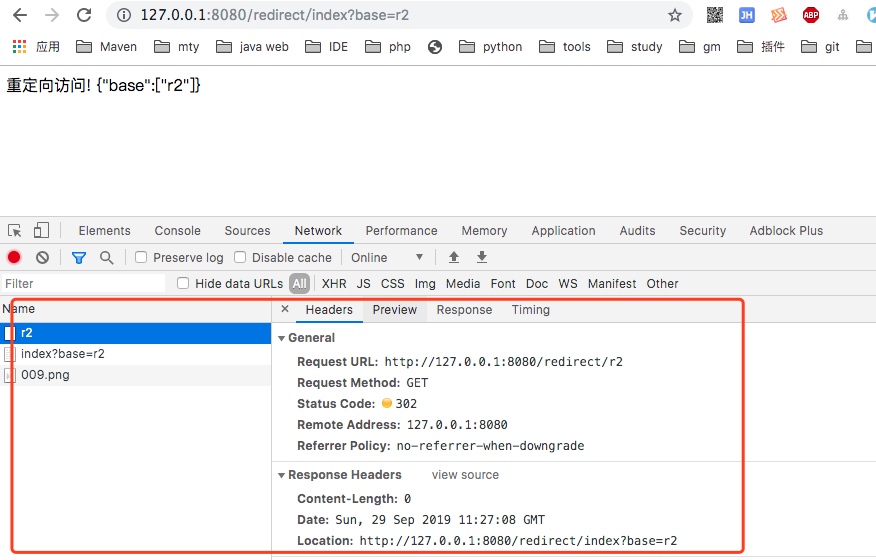 127.0.0.1:8080/redirect/index?base=r2
JH ABP
应用 Maven mty java web IDE php python tools study gm 插件 git
重定向访问! {"base":["r2"]}
Elements Console Sources Network Performance Memory Application Audits Security Adblock Plus
Preserve log Disable cache Online
Filter Hide data URLs All XHR JS CSS Img Media Font Doc WS Manifest Other
Name × Headers Preview Response Timing
r2
index?base=r2
009.png
General
Request URL: http://127.0.0.1:8080/redirect/r2
Request Method: GET
Status Code: 302
Remote Address: 127.0.0.1:8080
Referrer Policy: no-referrer-when-downgrade
Response Headers view source
Content-Length: 0
Date: Sun, 29 Sep 2019 11:27:08 GMT
Location: http://127.0.0.1:8080/redirect/index?base=r2